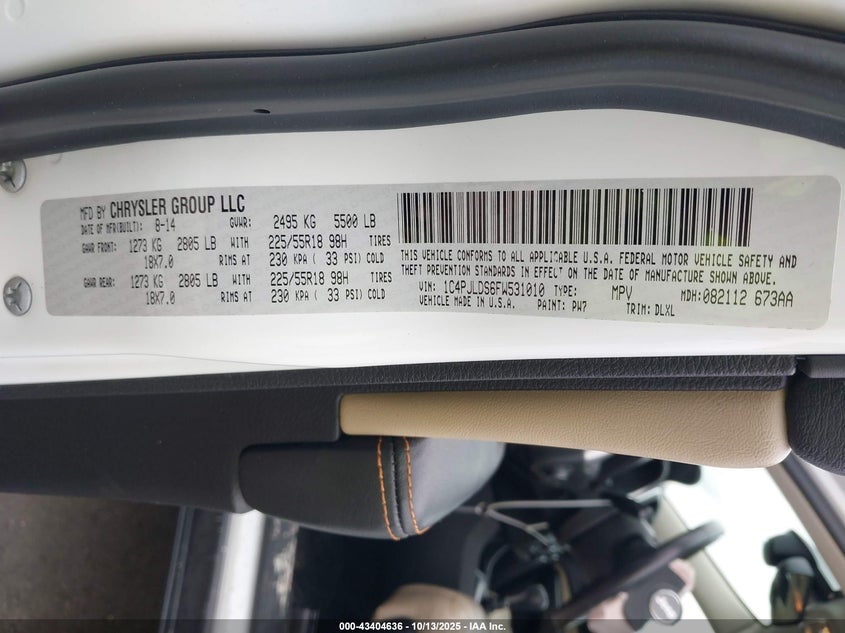 MFD BY CHRYSLER GROUP LLC
DATE OF MFR(BUILT): 8-14 GVWR: 2495 KG 5500 LB
GAWR FRONT: 1273 KG 2805 LB WITH 225/55R18 98H TIRES
18X7.0 RIMS AT 230 KPA ( 33 PSI) COLD
GAWR REAR: 1273 KG 2805 LB WITH 225/55R18 98H TIRES
18X7.0 RIMS AT 230 KPA ( 33 PSI) COLD
THIS VEHICLE CONFORMS TO ALL APPLICABLE U.S.A. FEDERAL MOTOR VEHICLE SAFETY AND
THEFT PREVENTION STANDARDS IN EFFECT ON THE DATE OF MANUFACTURE SHOWN ABOVE.
VIN: 1C4PJLDS6FW531010 TYPE: MPV MDH:082112 673AA
VEHICLE MADE IN U.S.A. PAINT: PW7 TRIM: DLXL
Jeep
000-43404636 - 10/13/2025 - IAA Inc.